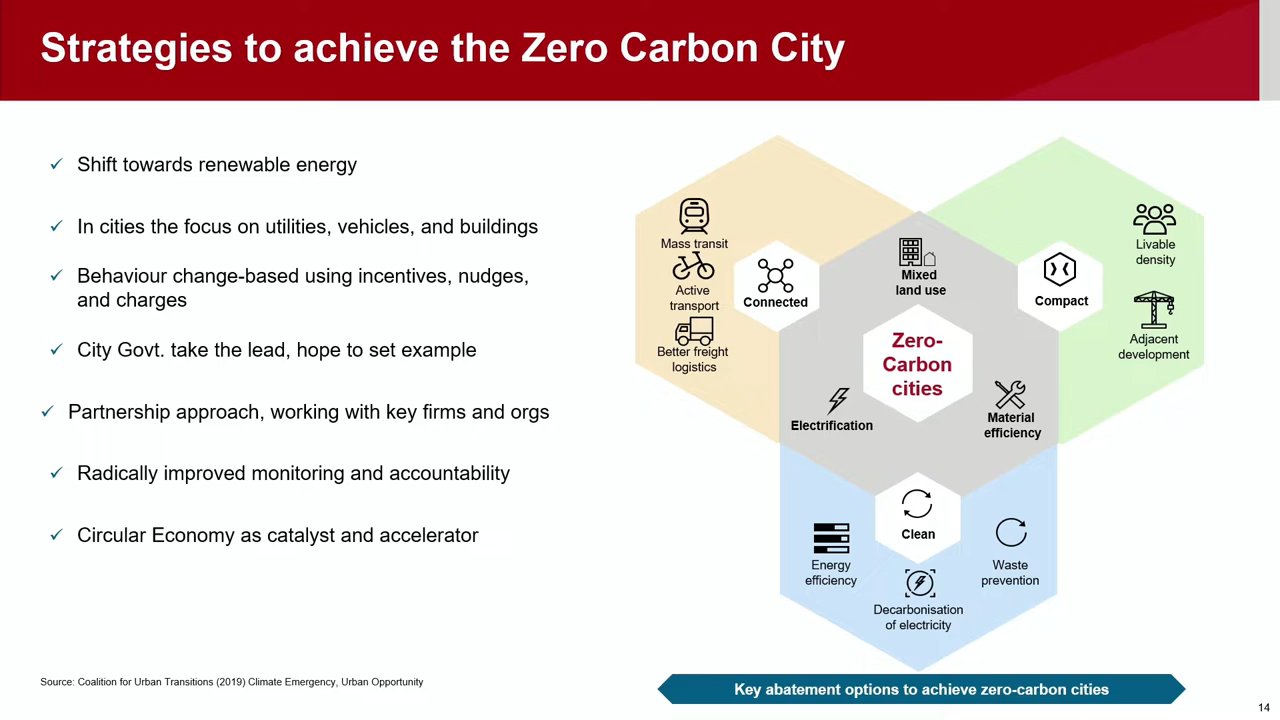 Strategies to achieve the Zero Carbon City
✓ Shift towards renewable energy
✓ In cities the focus on utilities, vehicles, and buildings
✓ Behaviour change-based using incentives, nudges,
and charges
✓ City Govt. take the lead, hope to set example
✓ Partnership approach, working with key firms and orgs
✓ Radically improved monitoring and accountability
✓ Circular Economy as catalyst and accelerator
Mass transit
Active
transport
Better freight
logistics
Connected
Mixed
land use
Compact
Livable
density
Adjacent
development
Zero-
Carbon
cities
Electrification
Material
efficiency
Clean
Energy
efficiency
Decarbonisation
of electricity
Waste
prevention
Key abatement options to achieve zero-carbon cities
Source: Coalition for Urban Transitions (2019) Climate Emergency, Urban Opportunity
14